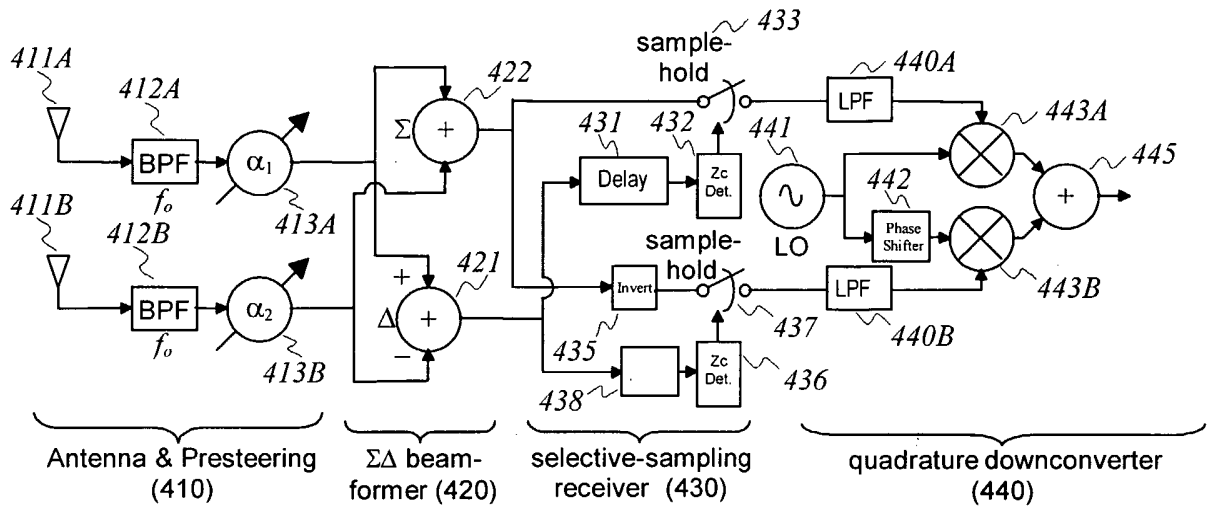 433
sample-
hold
411A
412A
422
440A
431
432
441
443A
BPF
α1
Σ
+
LPF
Delay
Zc
Det.
442
445
fo
413A
411B
412B
LO
Phase
Shifter
+
sample-
hold
421
+
Invert
LPF
443B
BPF
α2
Δ
+
−
435
437
440B
fo
413B
438
Zc
Det.
436
Antenna & Presteering
(410)
ΣΔ beam-
former (420)
selective-sampling
receiver (430)
quadrature downconverter
(440)